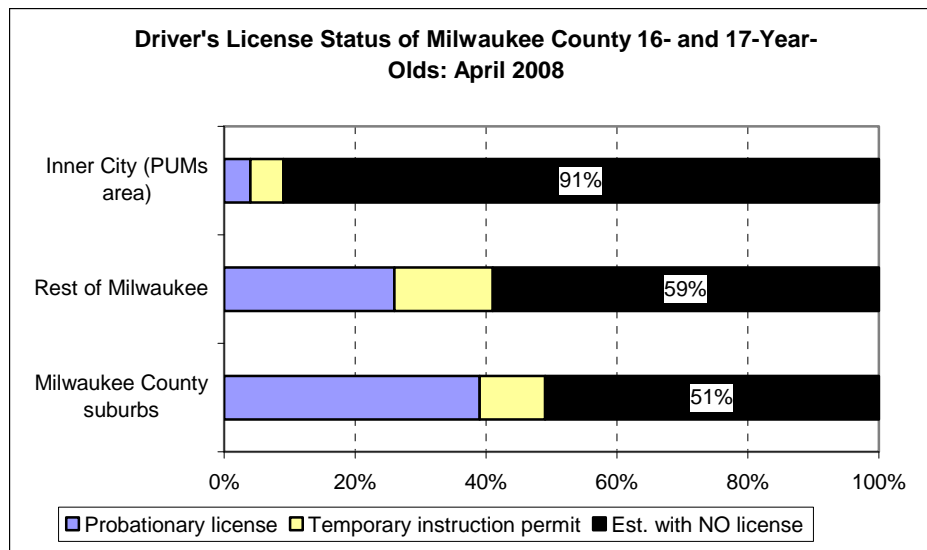 Driver's License Status of Milwaukee County 16- and 17-Year-
Olds: April 2008
Inner City (PUMs
area)
91%
Rest of Milwaukee
59%
Milwaukee County
suburbs
51%
0% 20% 40% 60% 80% 100%
Probationary license Temporary instruction permit Est. with NO license